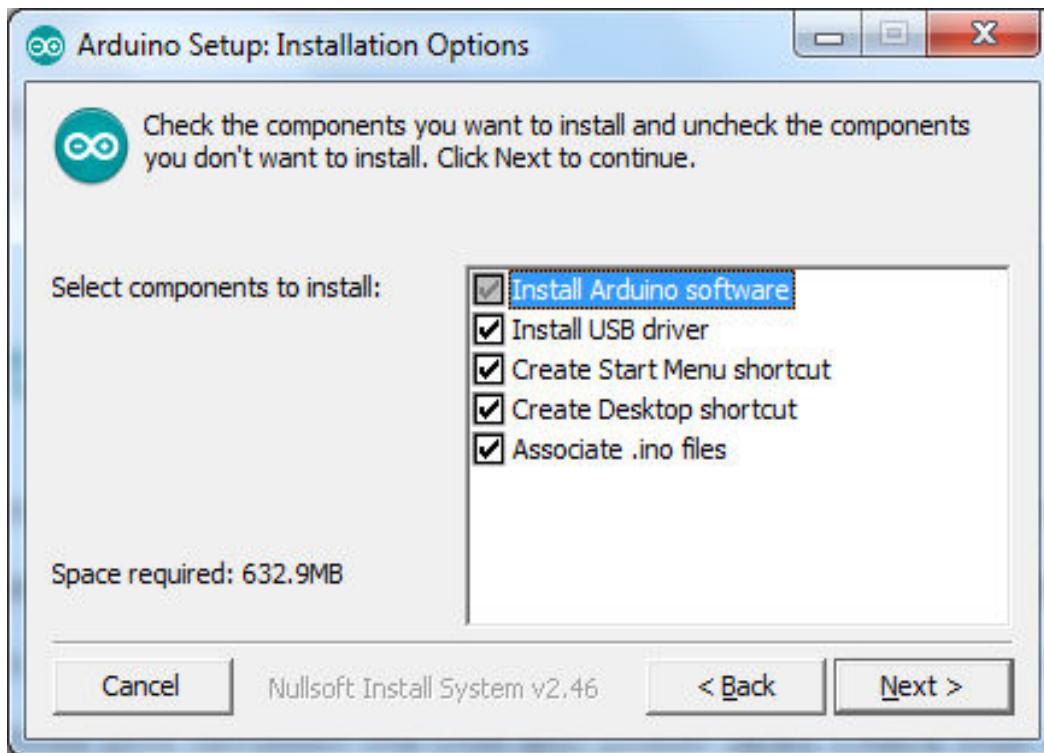 Arduino Setup: Installation Options
Check the components you want to install and uncheck the components
you don't want to install. Click Next to continue.
Select components to install:
Install Arduino software
Install USB driver
Create Start Menu shortcut
Create Desktop shortcut
Associate .ino files
Space required: 632.9MB
Cancel
Nullsoft Install System v2.46
< Back
Next >